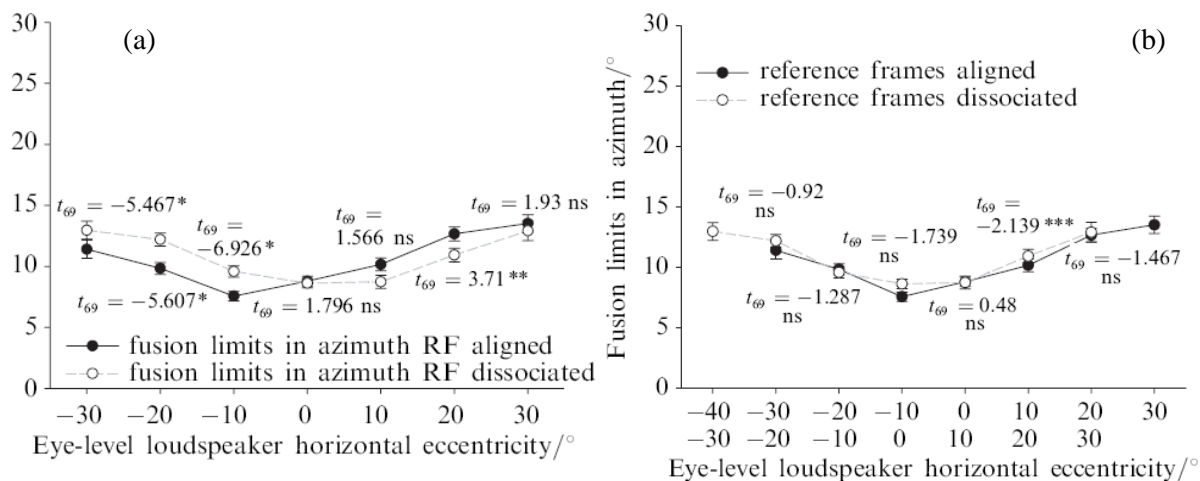 (a)
30
25
20
15
10
5
0
t69 = −5.467*
t69 =
−6.926*
t69 = −5.607*
t69 = 1.796 ns
t69 =
1.566 ns
t69 = 3.71**
t69 = 1.93 ns
fusion limits in azimuth RF aligned
fusion limits in azimuth RF dissociated
−30 −20 −10 0 10 20 30
Eye-level loudspeaker horizontal eccentricity/°
(b)
Fusion limits in azimuth/°
30
25
20
15
10
5
0
reference frames aligned
reference frames dissociated
t69 = −0.92
ns
t69 = −1.287
ns
t69 = −1.739
ns
t69 = 0.48
ns
t69 =
−2.139***
t69 = −1.467
ns
−40 −30 −20 −10 0 10 20 30
−30 −20 −10 0 10 20 30
Eye-level loudspeaker horizontal eccentricity/°